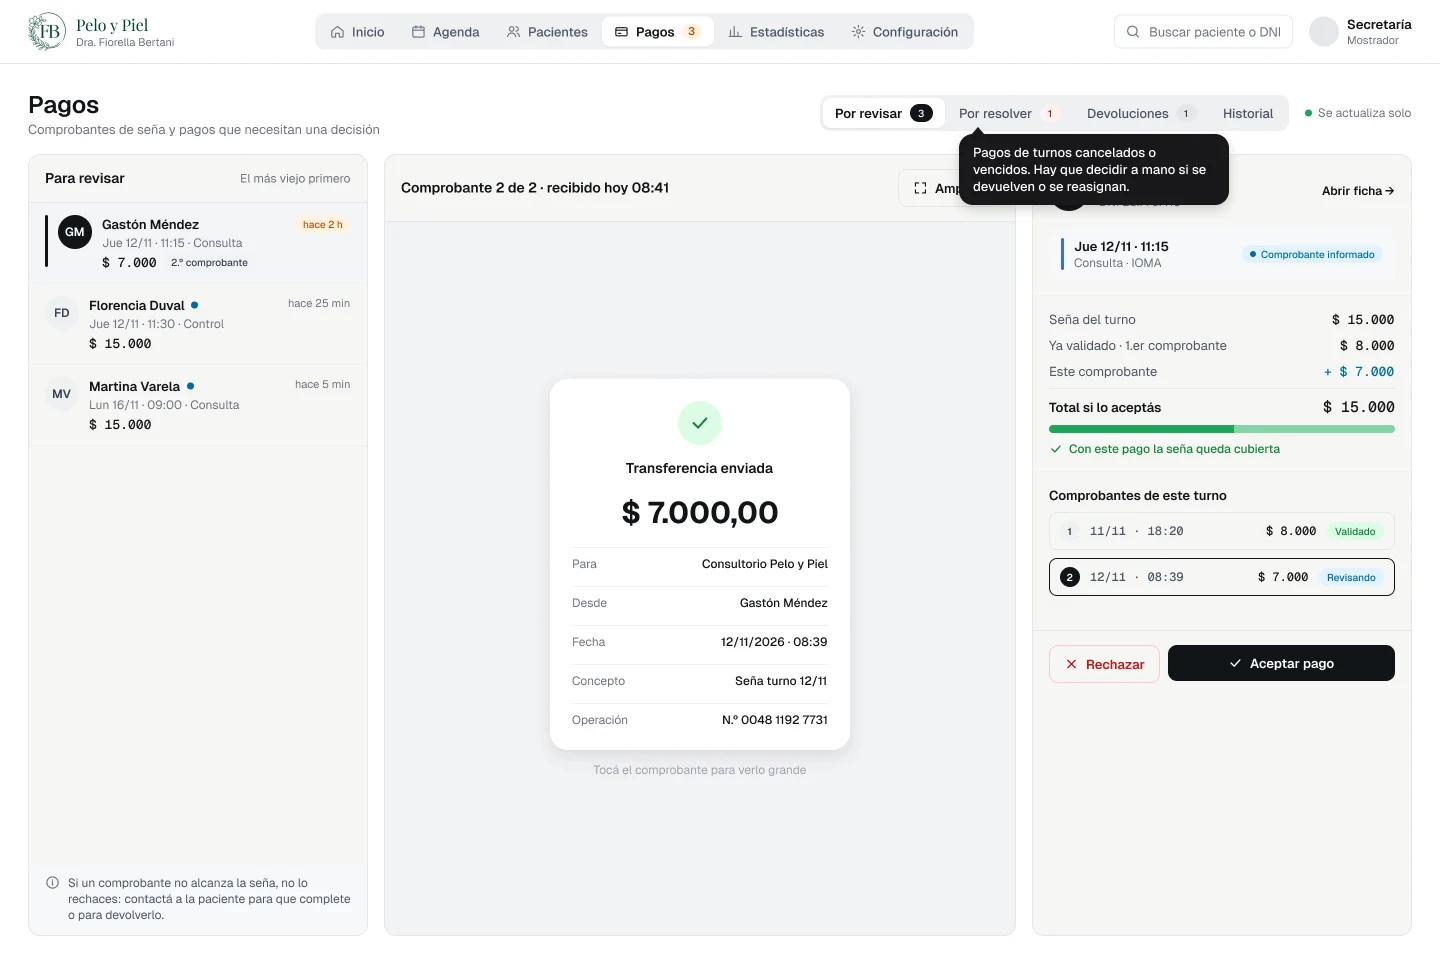 FB
Pelo y Piel
Dra. Fiorella Bertani
Inicio
Agenda
Pacientes
Pagos 3
Estadísticas
Configuración
Buscar paciente o DNI
Secretaría
Mostrador
Pagos
Comprobantes de seña y pagos que necesitan una decisión
Por revisar 3
Por resolver 1
Devoluciones 1
Historial
Se actualiza solo
Pagos de turnos cancelados o
vencidos. Hay que decidir a mano si se
devuelven o se reasignan.
Para revisar
El más viejo primero
GM
Gastón Méndez
hace 2 h
Jue 12/11 · 11:15 · Consulta
$ 7.000
2.º comprobante
FD
Florencia Duval
hace 25 min
Jue 12/11 · 11:30 · Control
$ 15.000
MV
Martina Varela
hace 5 min
Lun 16/11 · 09:00 · Consulta
$ 15.000
Si un comprobante no alcanza la seña, no lo
rechaces: contactá a la paciente para que complete
o para devolverlo.
Comprobante 2 de 2 · recibido hoy 08:41
Transferencia enviada
$ 7.000,00
Para
Consultorio Pelo y Piel
Desde
Gastón Méndez
Fecha
12/11/2026 · 08:39
Concepto
Seña turno 12/11
Operación
N.º 0048 1192 7731
Tocá el comprobante para verlo grande
Abrir ficha →
Jue 12/11 · 11:15
Consulta · IOMA
Comprobante informado
Seña del turno
$ 15.000
Ya validado · 1.er comprobante
$ 8.000
Este comprobante
+ $ 7.000
Total si lo aceptás
$ 15.000
Con este pago la seña queda cubierta
Comprobantes de este turno
1 11/11 · 18:20 $ 8.000 Validado
2 12/11 · 08:39 $ 7.000 Revisando
Rechazar
Aceptar pago